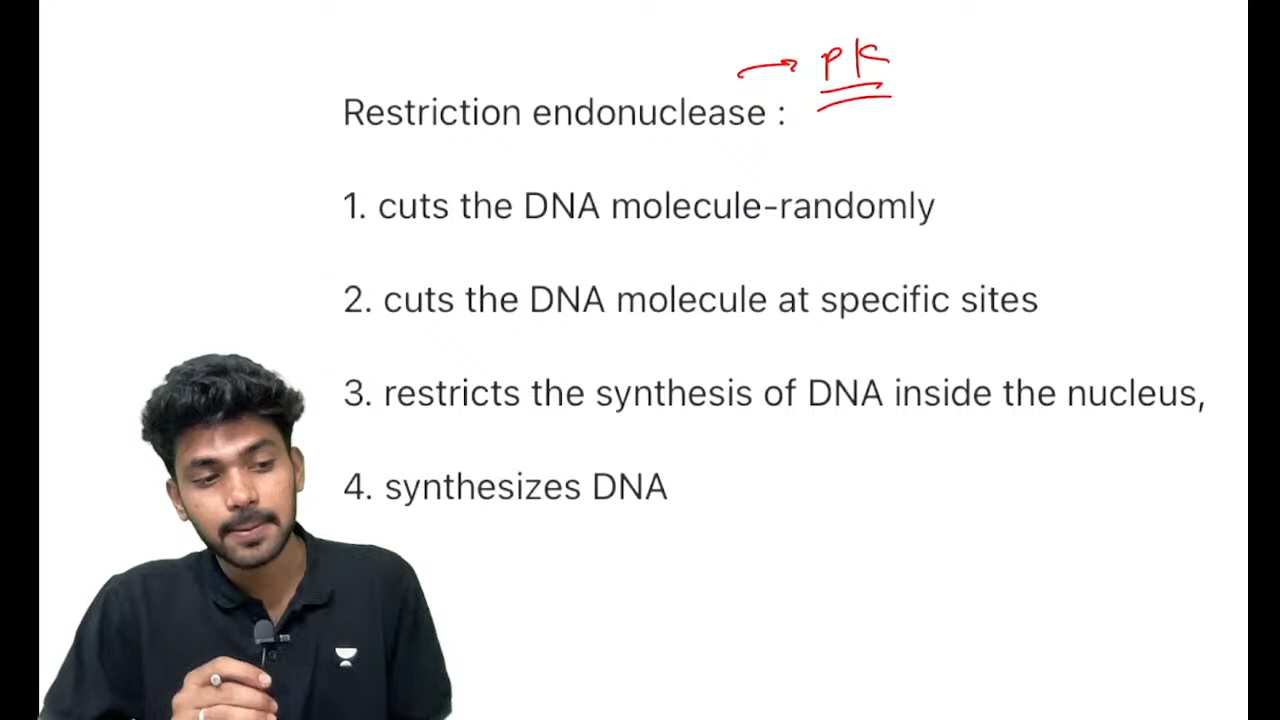 → PK
Restriction endonuclease :
1. cuts the DNA molecule-randomly
2. cuts the DNA molecule at specific sites
3. restricts the synthesis of DNA inside the nucleus,
4. synthesizes DNA